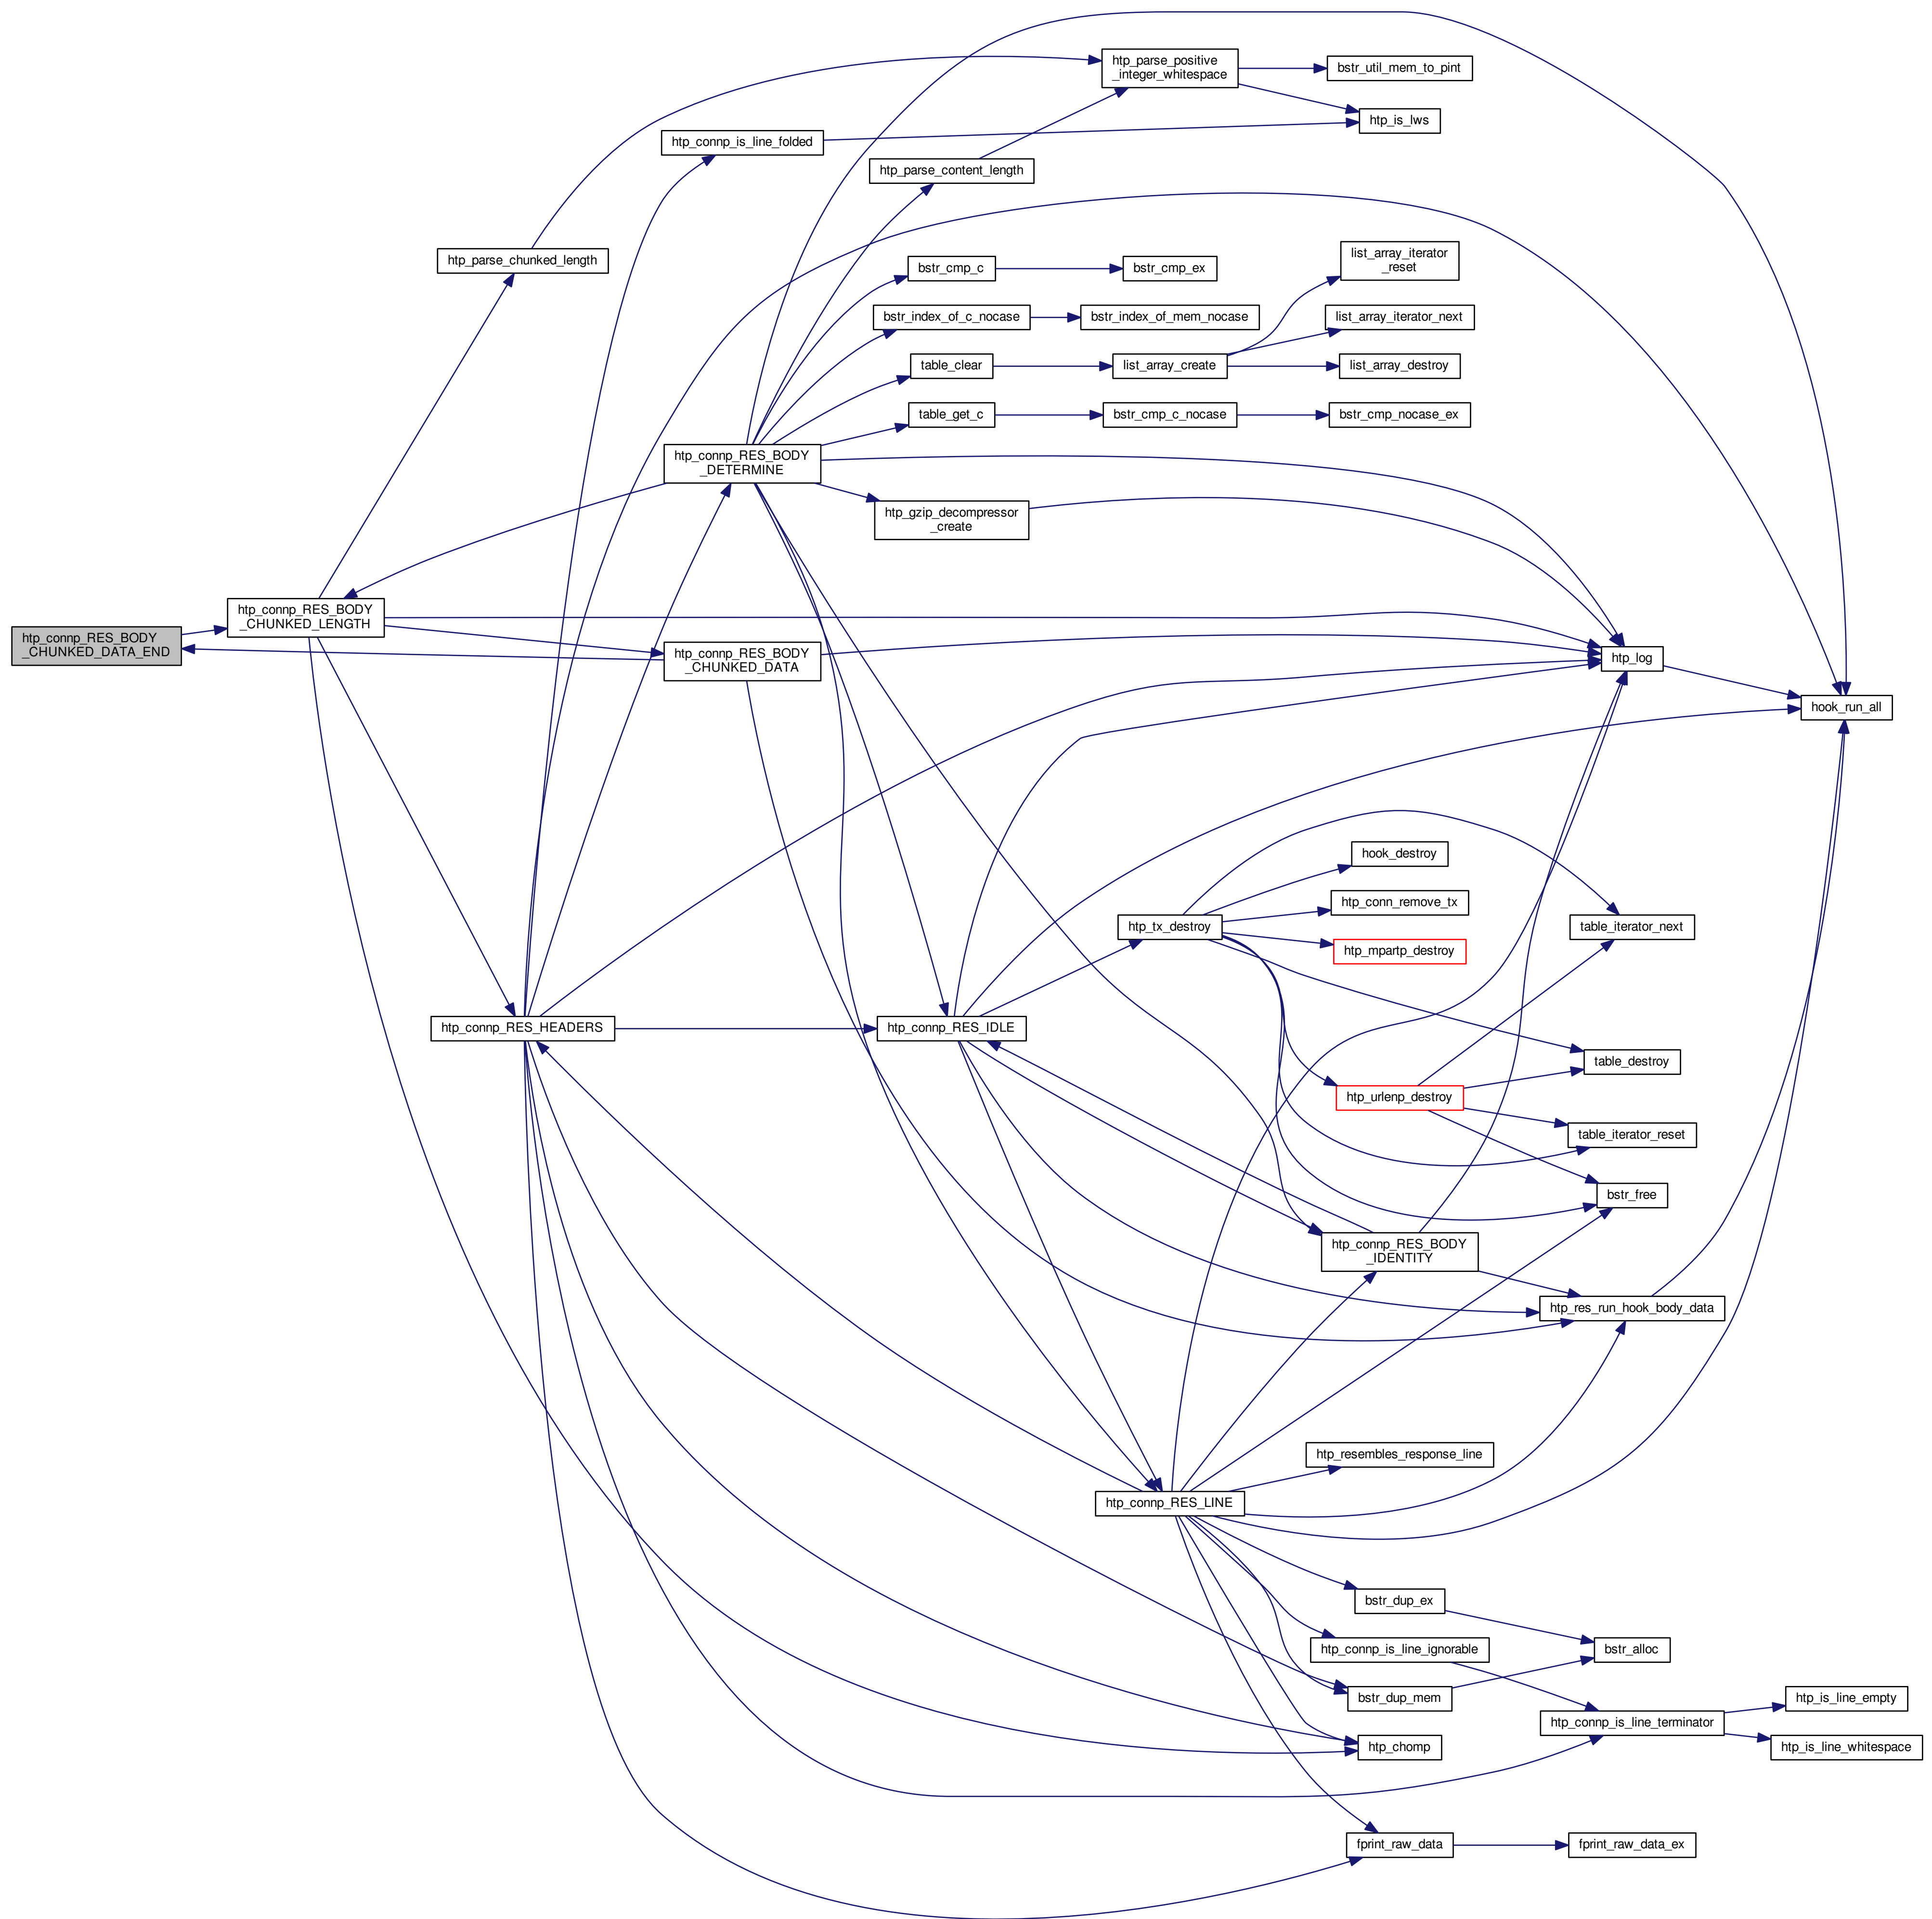 htp_parse_positive
_integer_whitespace
bstr_util_mem_to_pint
htp_is_lws
htp_connp_is_line_folded
htp_parse_content_length
htp_parse_chunked_length
bstr_cmp_c
bstr_cmp_ex
list_array_iterator
_reset
bstr_index_of_c_nocase
bstr_index_of_mem_nocase
list_array_iterator_next
table_clear
list_array_create
list_array_destroy
table_get_c
bstr_cmp_c_nocase
bstr_cmp_nocase_ex
htp_connp_RES_BODY
_DETERMINE
htp_gzip_decompressor
_create
htp_connp_RES_BODY
_CHUNKED_LENGTH
htp_connp_RES_BODY
_CHUNKED_DATA_END
htp_connp_RES_BODY
_CHUNKED_DATA
htp_log
hook_run_all
hook_destroy
htp_conn_remove_tx
htp_tx_destroy
table_iterator_next
htp_mpartp_destroy
htp_connp_RES_HEADERS
htp_connp_RES_IDLE
table_destroy
htp_urlenp_destroy
table_iterator_reset
bstr_free
htp_connp_RES_BODY
_IDENTITY
htp_res_run_hook_body_data
htp_resembles_response_line
htp_connp_RES_LINE
bstr_dup_ex
htp_connp_is_line_ignorable
bstr_alloc
bstr_dup_mem
htp_is_line_empty
htp_connp_is_line_terminator
htp_chomp
htp_is_line_whitespace
fprint_raw_data
fprint_raw_data_ex